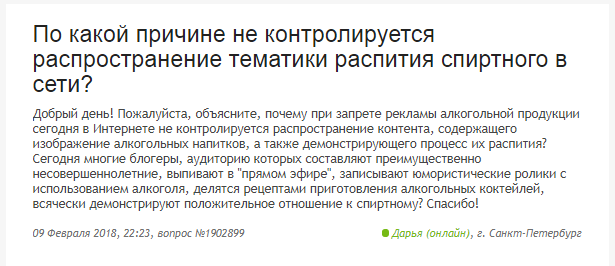 По какой причине не контролируется
распространение тематики распития спиртного в
сети?
Добрый день! Пожалуйста, объясните, почему при запрете рекламы алкогольной продукции
сегодня в Интернете не контролируется распространение контента, содержащего
изображение алкогольных напитков, а также демонстрирующего процесс их распития?
Сегодня многие блогеры, аудиторию которых составляют преимущественно
несовершеннолетние, выпивают в "прямом эфире", записывают юмористические ролики с
использованием алкоголя, делятся рецептами приготовления алкогольных коктейлей,
всячески демонстрируют положительное отношение к спиртному? Спасибо!
09 Февраля 2018, 22:23, вопрос №1902899 Дарья (онлайн), г. Санкт-Петербург